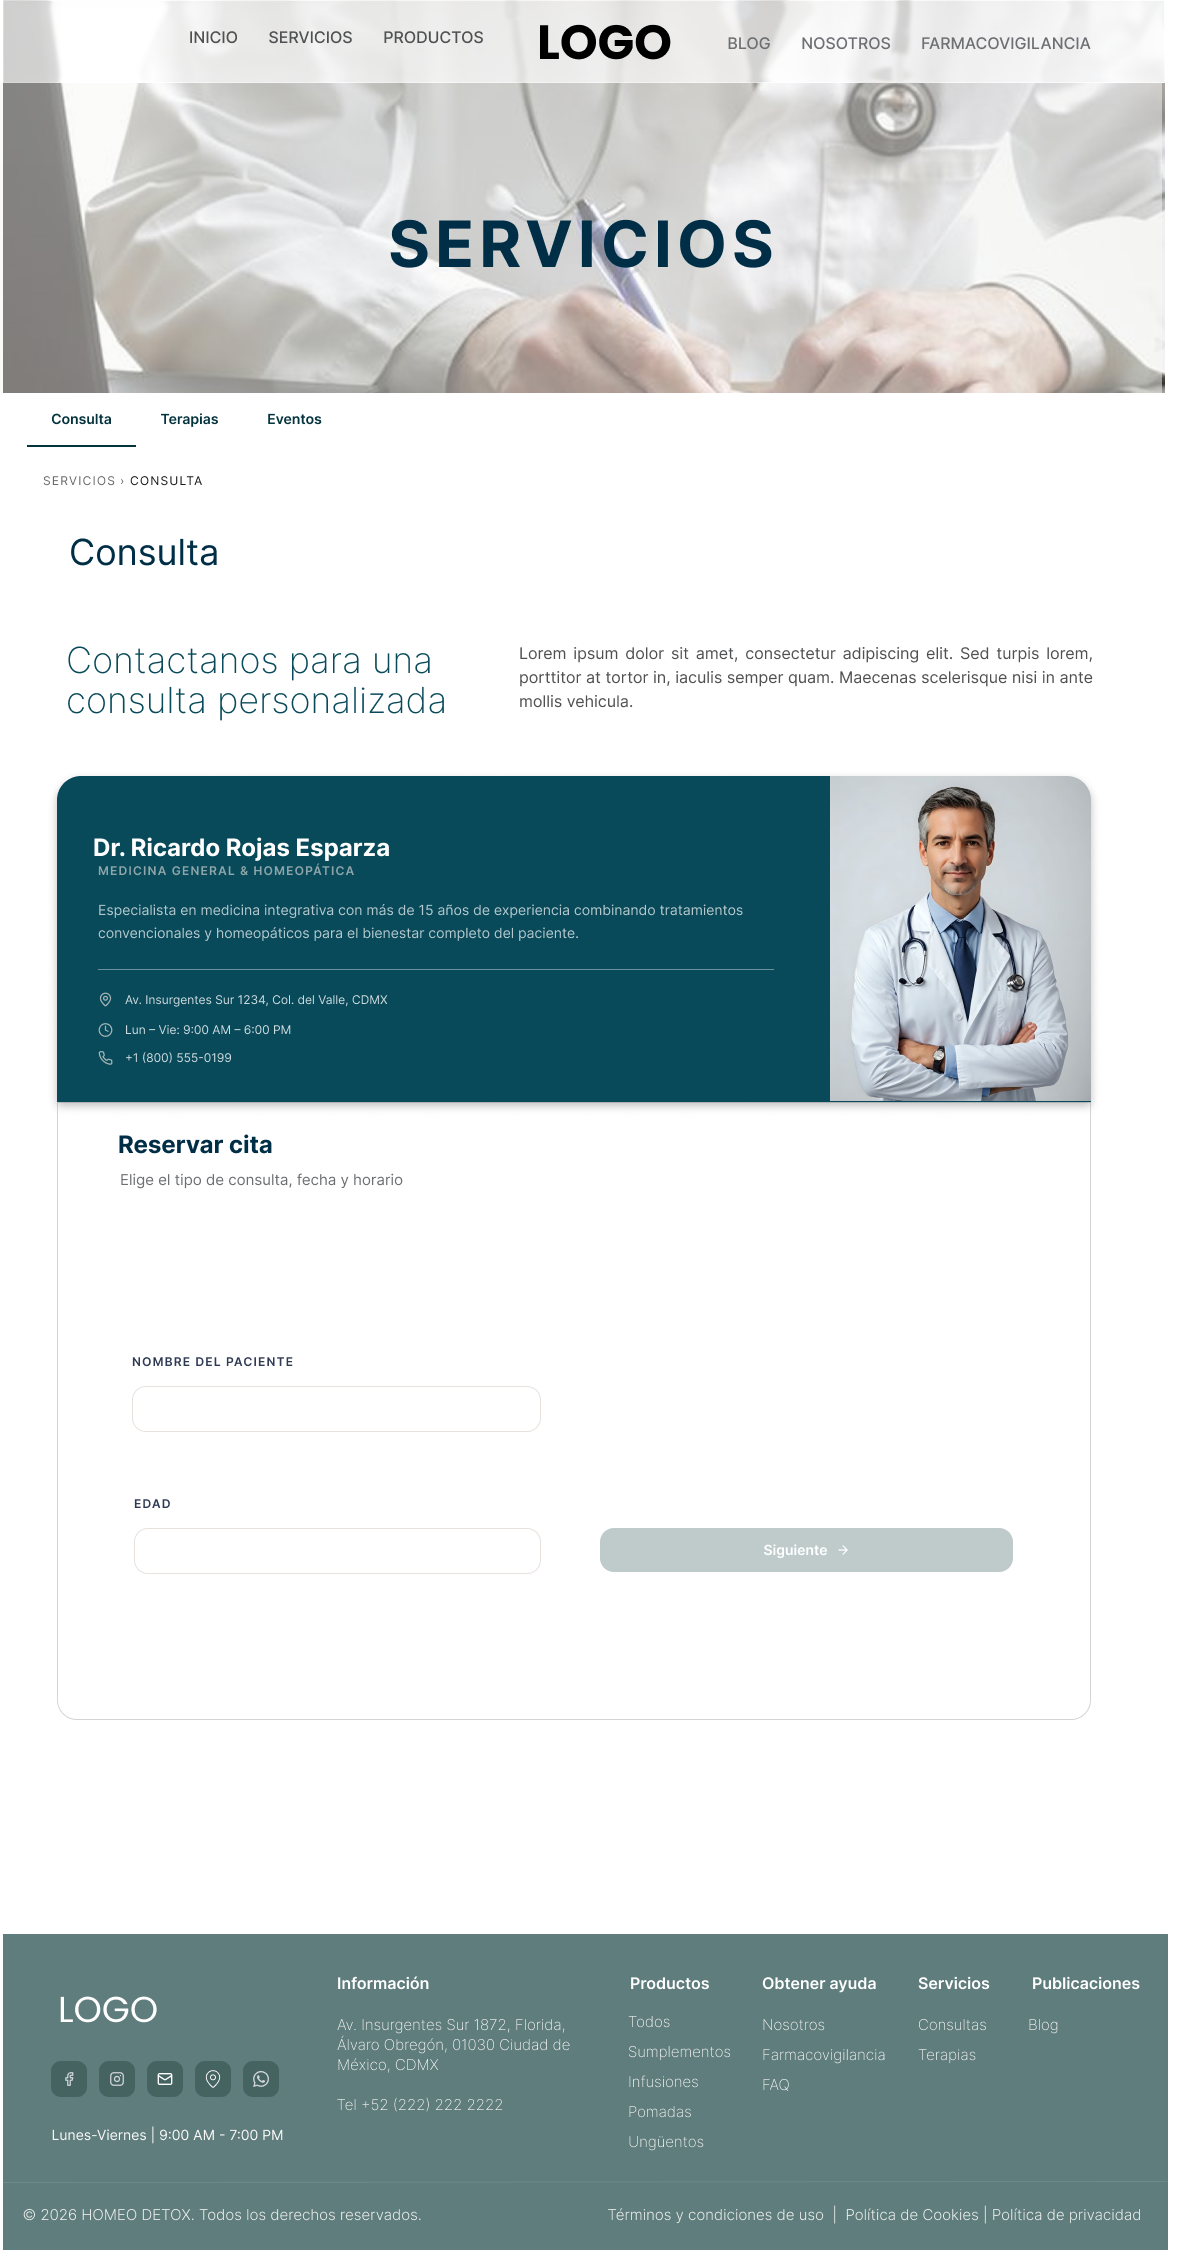 INICIO SERVICIOS PRODUCTOS LOGO BLOG NOSOTROS FARMACOVIGILANCIA
SERVICIOS
Consulta Terapias Eventos
SERVICIOS › CONSULTA
Consulta
Contactanos para una
consulta personalizada
Lorem ipsum dolor sit amet, consectetur adipiscing elit. Sed turpis lorem,
porttitor at tortor in, iaculis semper quam. Maecenas scelerisque nisi in ante
mollis vehicula.
Dr. Ricardo Rojas Esparza
MEDICINA GENERAL & HOMEOPÁTICA
Especialista en medicina integrativa con más de 15 años de experiencia combinando tratamientos
convencionales y homeopáticos para el bienestar completo del paciente.
Av. Insurgentes Sur 1234, Col. del Valle, CDMX
Lun – Vie: 9:00 AM – 6:00 PM
+1 (800) 555-0199
Reservar cita
Elige el tipo de consulta, fecha y horario
NOMBRE DEL PACIENTE
EDAD
Siguiente →
LOGO
Lunes-Viernes | 9:00 AM - 7:00 PM
Información
Av. Insurgentes Sur 1872, Florida,
Álvaro Obregón, 01030 Ciudad de
México, CDMX
Tel +52 (222) 222 2222
Productos
Todos
Sumplementos
Infusiones
Pomadas
Ungüentos
Obtener ayuda
Nosotros
Farmacovigilancia
FAQ
Servicios
Consultas
Terapias
Publicaciones
Blog
© 2026 HOMEO DETOX. Todos los derechos reservados.
Términos y condiciones de uso | Política de Cookies | Política de privacidad